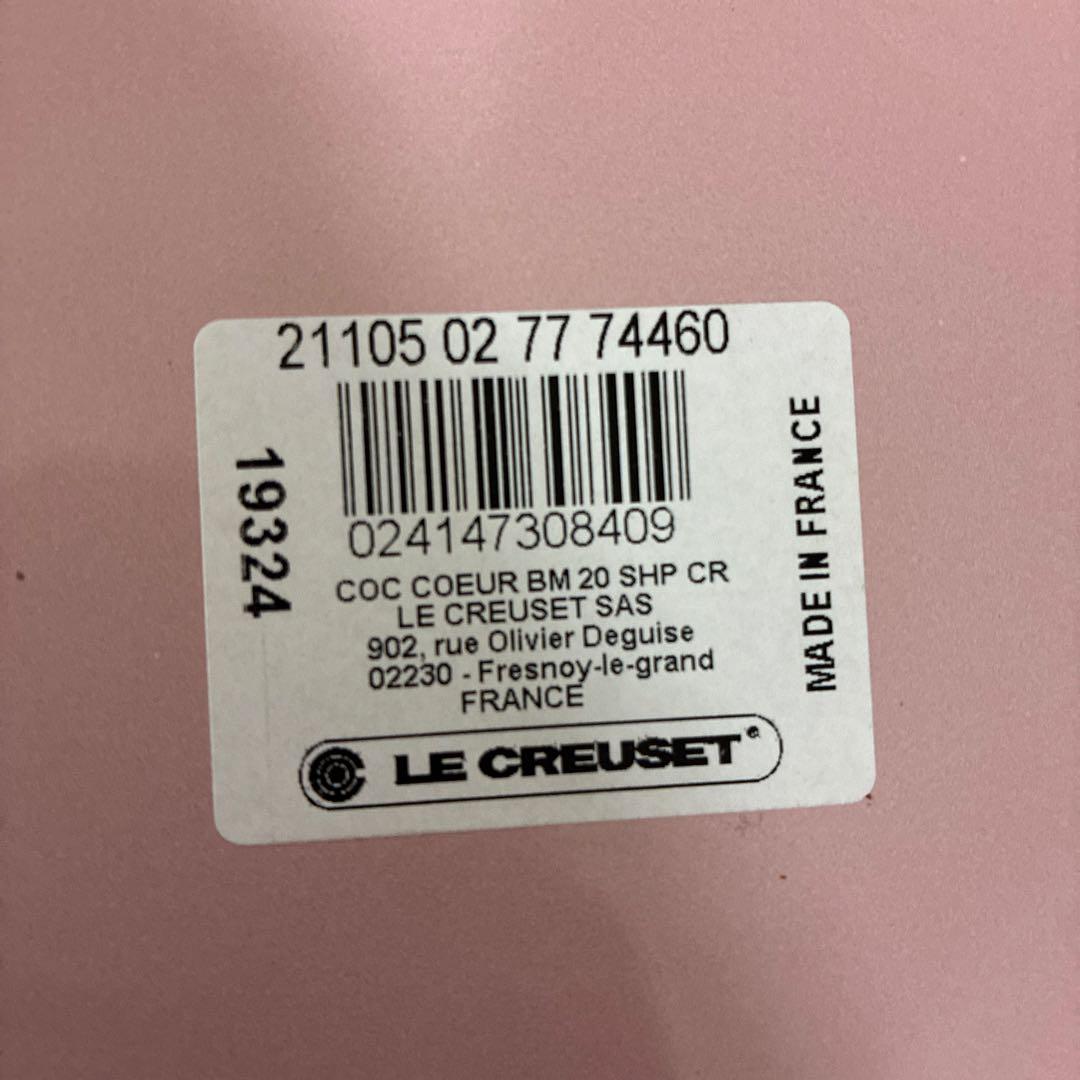 21105 02 77 74460
024147308409
COC COEUR BM 20 SHP CR
LE CREUSET SAS
902, rue Olivier Deguise
02230 - Fresnoy-le-grand
FRANCE
LE CREUSET®
19324
MADE IN FRANCE